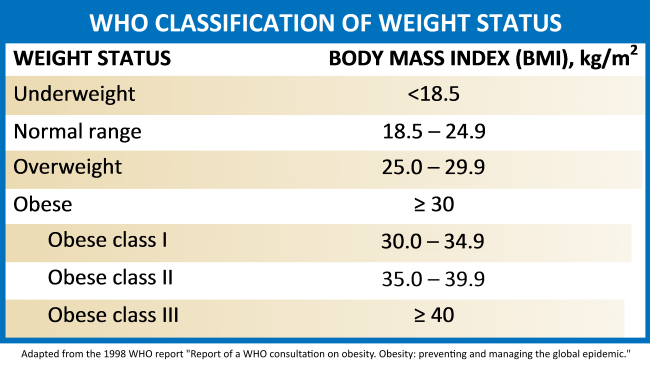 WHO CLASSIFICATION OF WEIGHT STATUS
WEIGHT STATUS BODY MASS INDEX (BMI), kg/m²
Underweight <18.5
Normal range 18.5 – 24.9
Overweight 25.0 – 29.9
Obese ≥ 30
Obese class I 30.0 – 34.9
Obese class II 35.0 – 39.9
Obese class III ≥ 40
Adapted from the 1998 WHO report "Report of a WHO consultation on obesity. Obesity: preventing and managing the global epidemic."